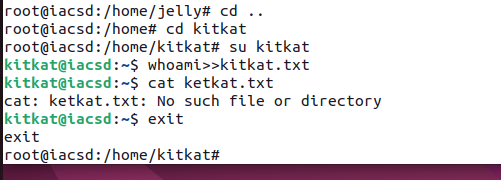 root@iacsd:/home/jelly# cd ..
root@iacsd:/home# cd kitkat
root@iacsd:/home/kitkat# su kitkat
kitkat@iacsd:~$ whoami>>kitkat.txt
kitkat@iacsd:~$ cat ketkat.txt
cat: ketkat.txt: No such file or directory
kitkat@iacsd:~$ exit
exit
root@iacsd:/home/kitkat#